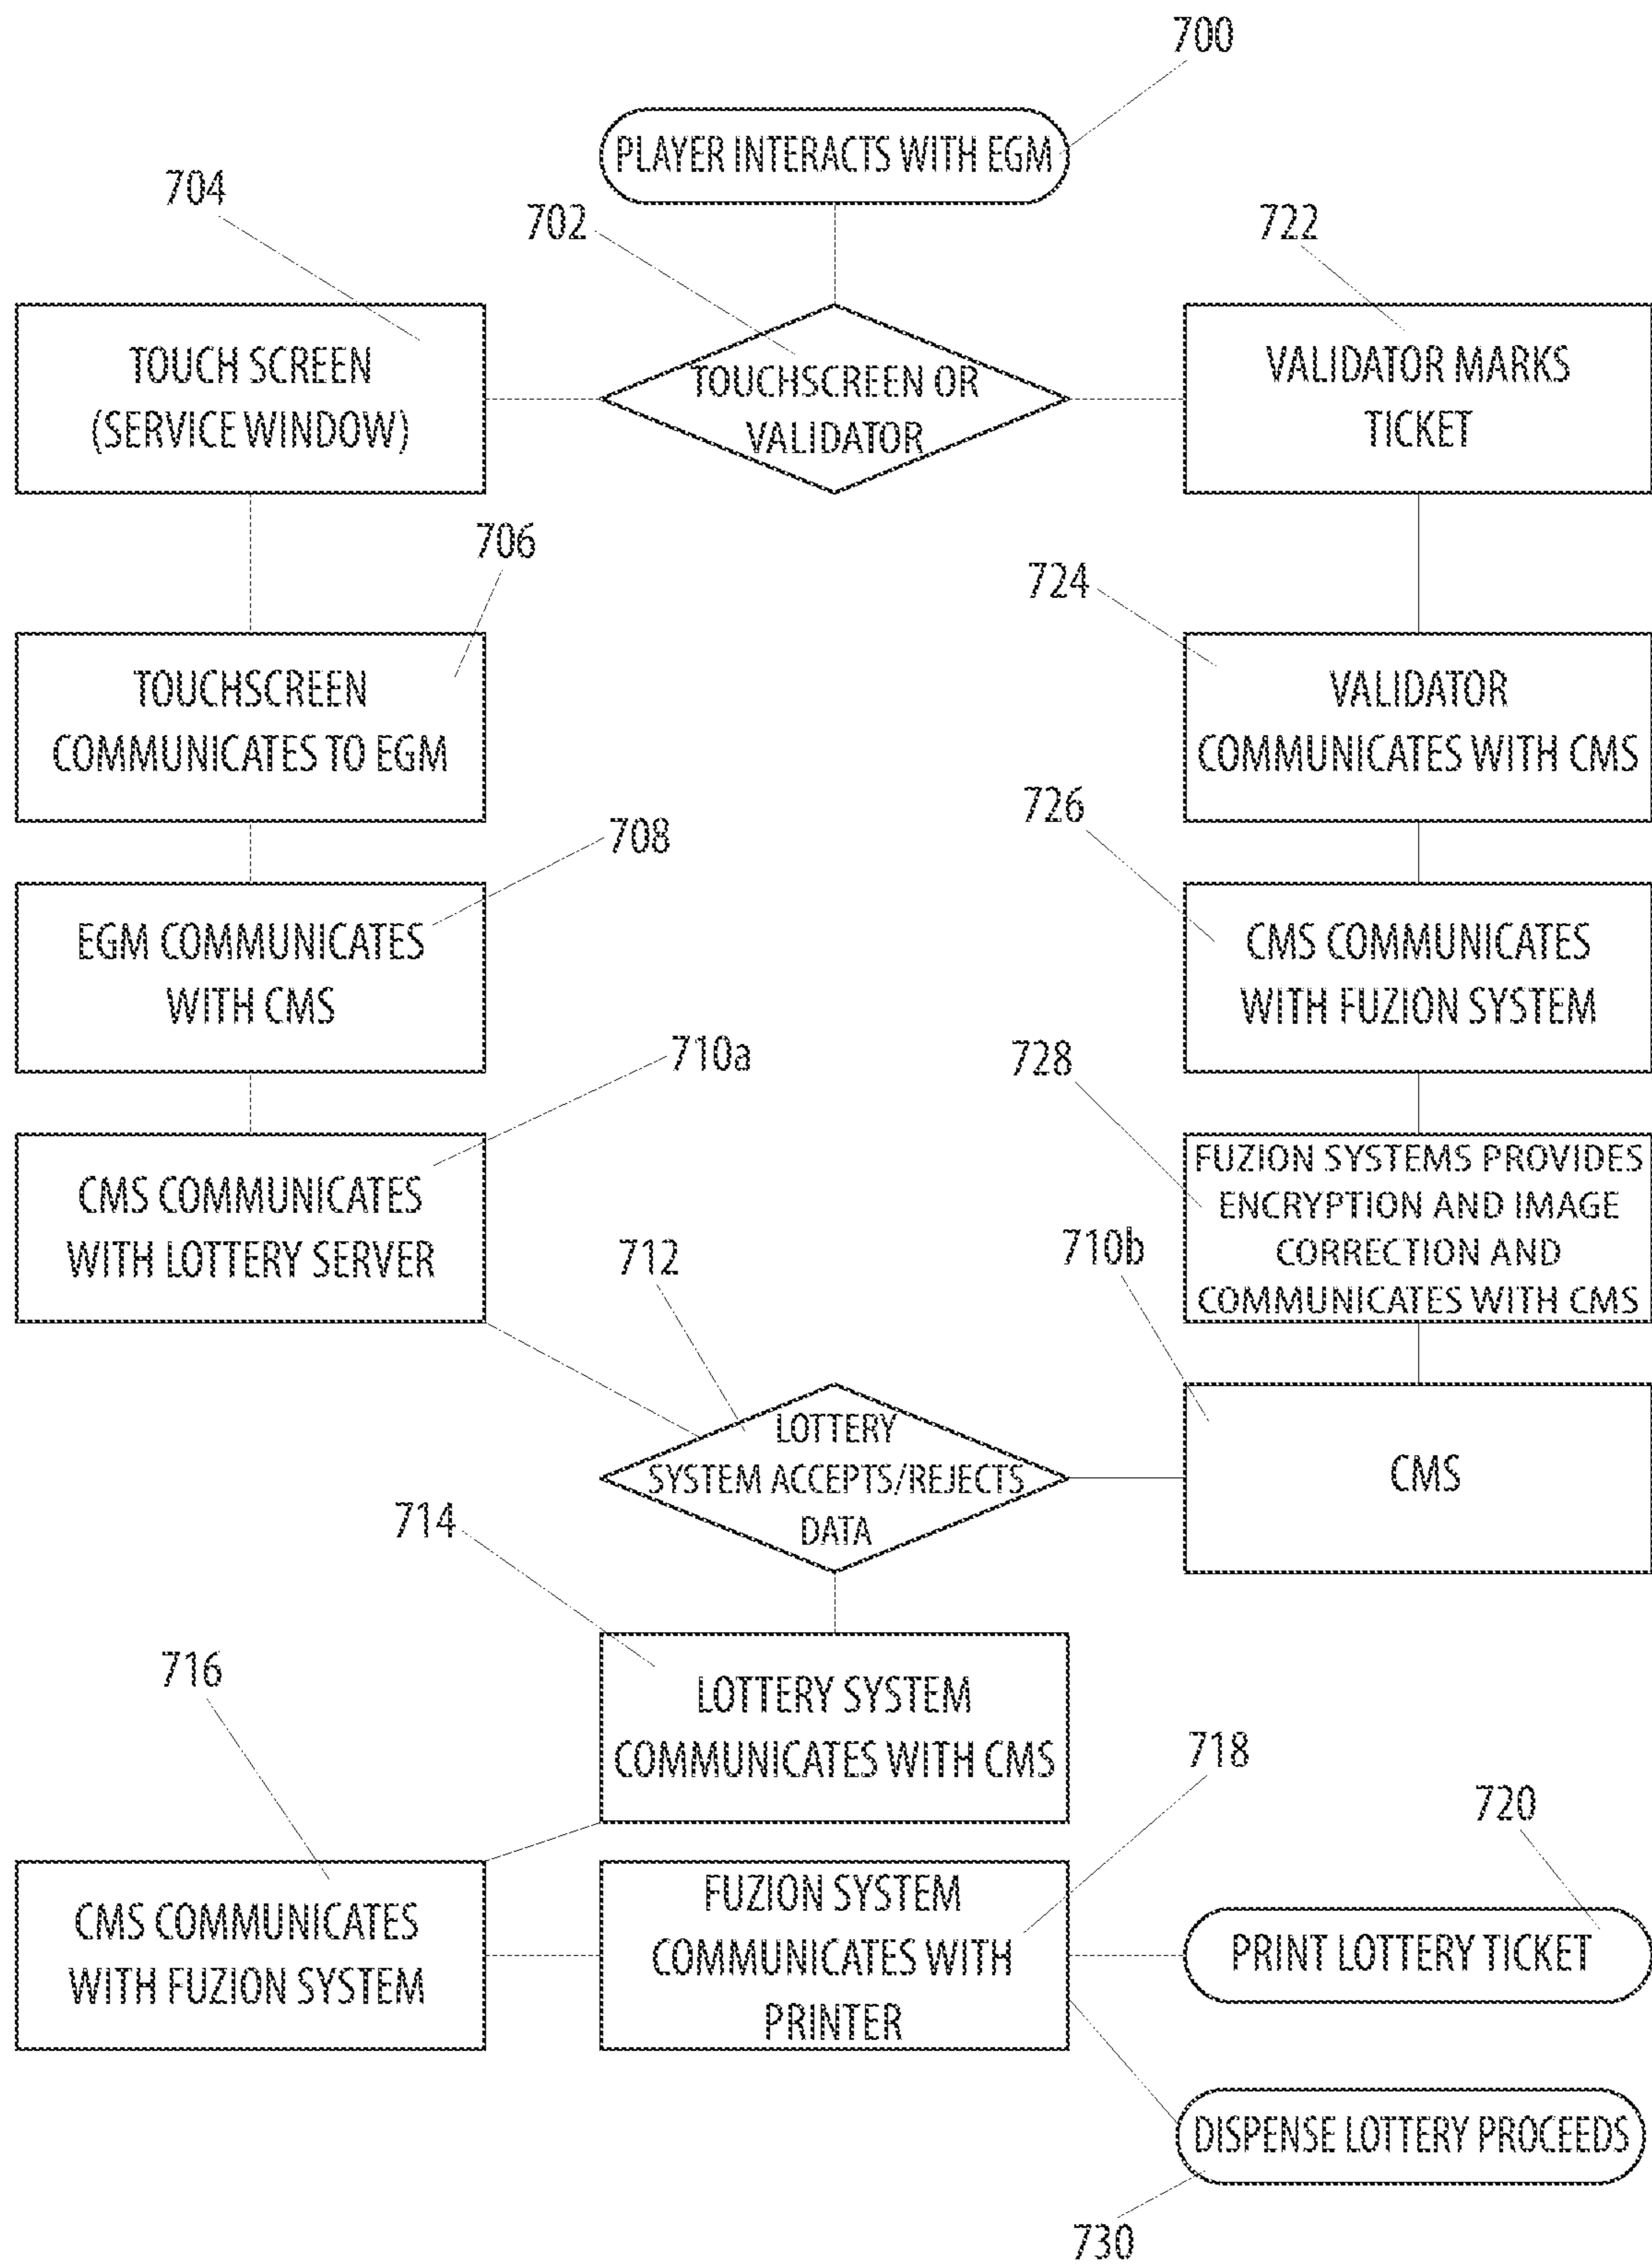 700
PLAYER INTERACTS WITH EGM
704
702
722
TOUCH SCREEN
(SERVICE WINDOW)
TOUCHSCREEN OR
VALIDATOR
VALIDATOR MARKS
TICKET
706
724
TOUCHSCREEN
COMMUNICATES TO EGM
VALIDATOR
COMMUNICATES WITH CMS
708
726
EGM COMMUNICATES
WITH CMS
CMS COMMUNICATES
WITH FUZION SYSTEM
710a
728
CMS COMMUNICATES
WITH LOTTERY SERVER
FUZION SYSTEMS PROVIDES
ENCRYPTION AND IMAGE
CORRECTION AND
COMMUNICATES WITH CMS
712
710b
LOTTERY
SYSTEM ACCEPTS/REJECTS
DATA
CMS
714
716
LOTTERY SYSTEM
COMMUNICATES WITH CMS
718
720
CMS COMMUNICATES
WITH FUZION SYSTEM
FUZION SYSTEM
COMMUNICATES WITH
PRINTER
PRINT LOTTERY TICKET
DISPENSE LOTTERY PROCEEDS
730